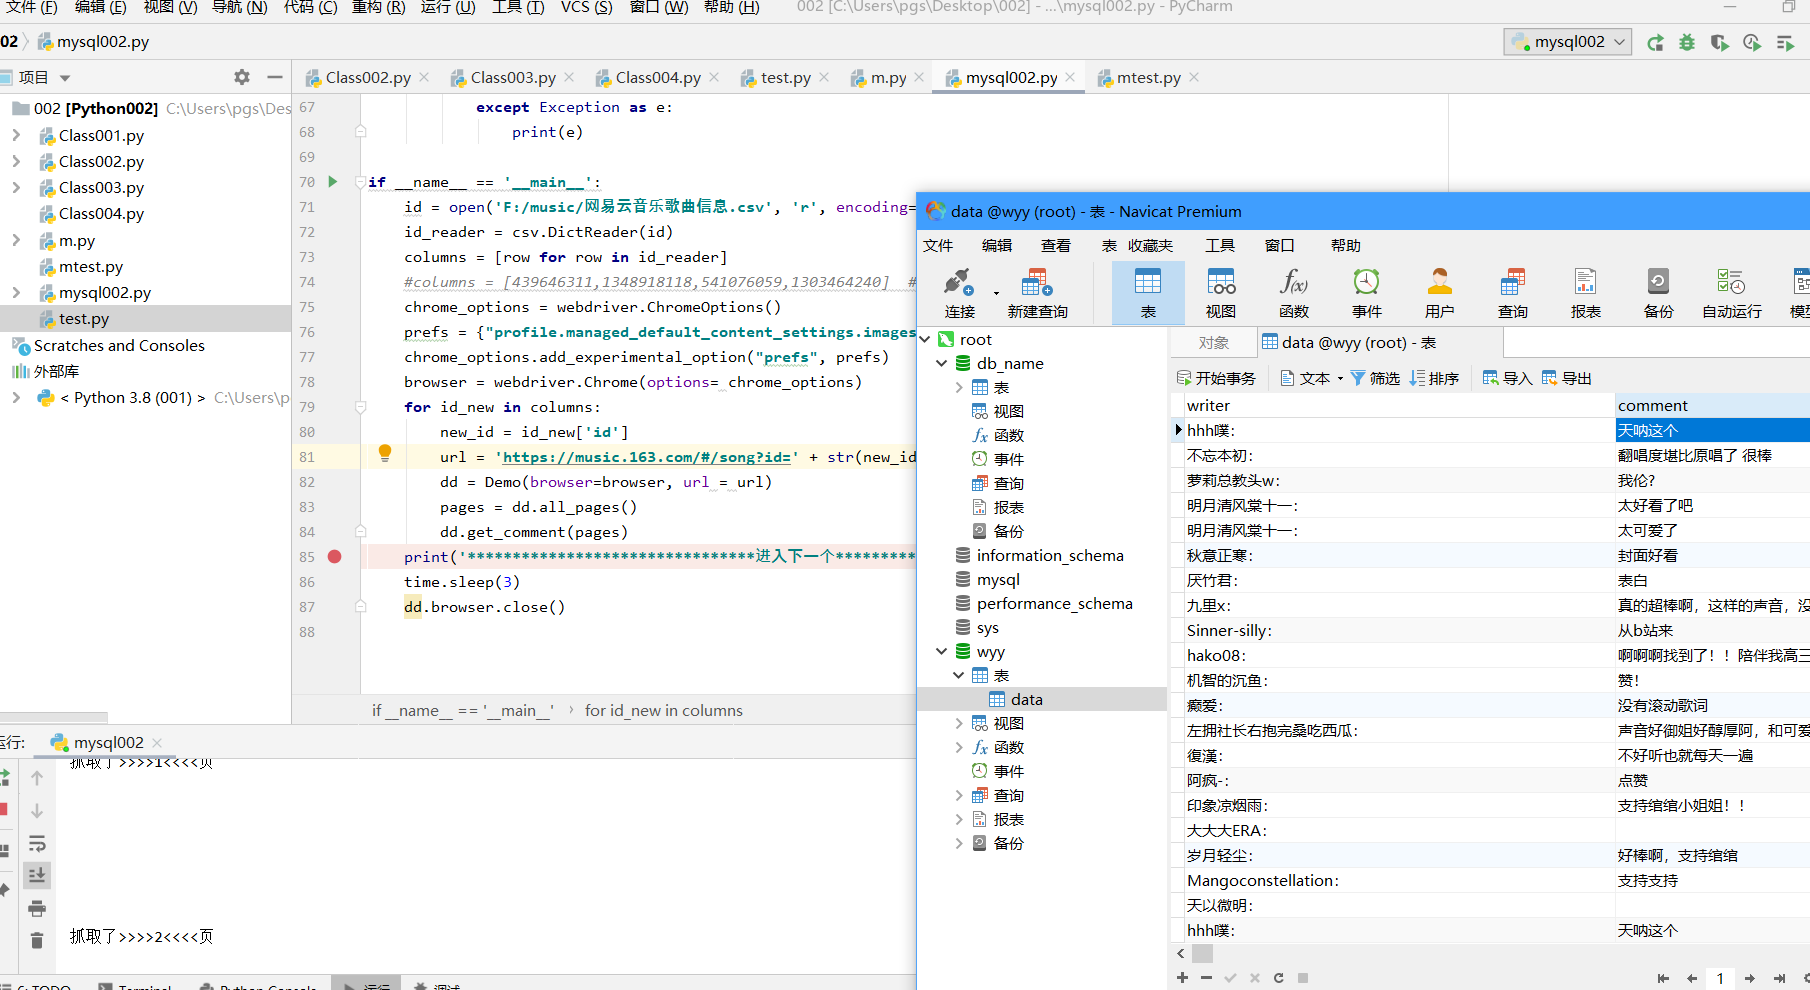 文件 (F) 编辑 (E) 视图 (V) 导航 (N) 代码 (C) 重构 (R) 运行 (U) 工具 (T) VCS (S) 窗口 (W) 帮助 (H) 002 [C:\Users\pgs\Desktop\002] - ...\mysql002.py - PyCharm
02 mysql002.py mysql002
项目 Class002.py Class003.py Class004.py test.py m.py mysql002.py mtest.py
002 [Python002] C:\Users\pgs\Des
Class001.py
Class002.py
Class003.py
Class004.py
m.py
mtest.py
mysql002.py
test.py
Scratches and Consoles
外部库
< Python 3.8 (001) > C:\Users\p
67 except Exception as e:
68 print(e)
69
70 if __name__ == '__main__':
71 id = open('F:/music/网易云音乐歌曲信息.csv', 'r', encoding=
72 id_reader = csv.DictReader(id)
73 columns = [row for row in id_reader]
74 #columns = [439646311,1348918118,541076059,1303464240] #
75 chrome_options = webdriver.ChromeOptions()
76 prefs = {"profile.managed_default_content_settings.images
77 chrome_options.add_experimental_option("prefs", prefs)
78 browser = webdriver.Chrome(options= chrome_options)
79 for id_new in columns:
80 new_id = id_new['id']
81 url = 'https://music.163.com/#/song?id=' + str(new_id
82 dd = Demo(browser=browser, url = url)
83 pages = dd.all_pages()
84 dd.get_comment(pages)
85 print('********************************进入下一个*********
86 time.sleep(3)
87 dd.browser.close()
88
if __name__ == '__main__' › for id_new in columns
运行: mysql002
抓取了>>>>1<<<<页
抓取了>>>>2<<<<页
6: TODO Terminal Python Console 运行 调试
data @wyy (root) - 表 - Navicat Premium
文件 编辑 查看 表 收藏夹 工具 窗口 帮助
连接 新建查询 表 视图 函数 事件 用户 查询 报表 备份 自动运行 模型
root
db_name
表
视图
函数
事件
查询
报表
备份
information_schema
mysql
performance_schema
sys
wyy
表
data
视图
函数
事件
查询
报表
备份
对象 data @wyy (root) - 表
开始事务 文本 筛选 排序 导入 导出
writer comment
hhh噗： 天呐这个
不忘本初： 翻唱度堪比原唱了 很棒
萝莉总教头w： 我伦?
明月清风棠十一： 太好看了吧
明月清风棠十一： 太可爱了
秋意正寒： 封面好看
厌竹君： 表白
九里x： 真的超棒啊，这样的声音，没
Sinner-silly： 从b站来
hako08： 啊啊啊找到了！！陪伴我高三
机智的沉鱼： 赞！
癫爱： 没有滚动歌词
左拥社长右抱完桑吃西瓜： 声音好御姐好醇厚阿，和可爱
復漢： 不好听也就每天一遍
阿疯-： 点赞
印象凉烟雨： 支持绾绾小姐姐！！
大大大ERA：
岁月轻尘： 好棒啊，支持绾绾
Mangoconstellation： 支持支持
天以微明：
hhh噗： 天呐这个
1